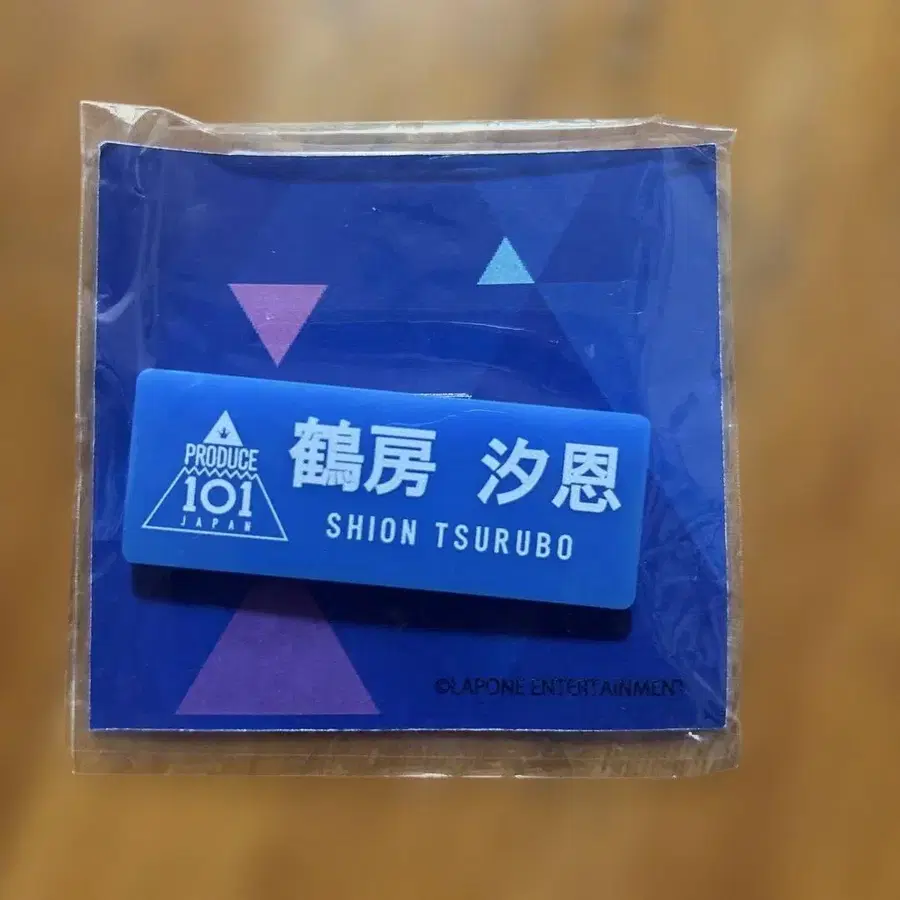 PRODUCE
101
JAPAN
鶴房 汐恩
SHION TSURUBO
©LAPONE ENTERTAINMENT